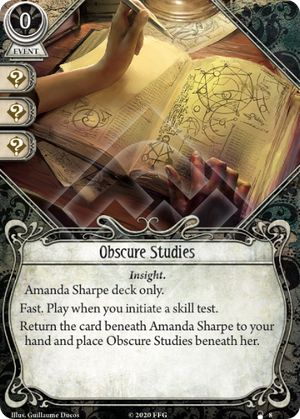 0
EVENT
?
?
?
Obscure Studies
Insight.
Amanda Sharpe deck only.
Fast. Play when you initiate a skill test.
Return the card beneath Amanda Sharpe to your
hand and place Obscure Studies beneath her.
Illus. Guillaume Ducos
© 2020 FFG
8